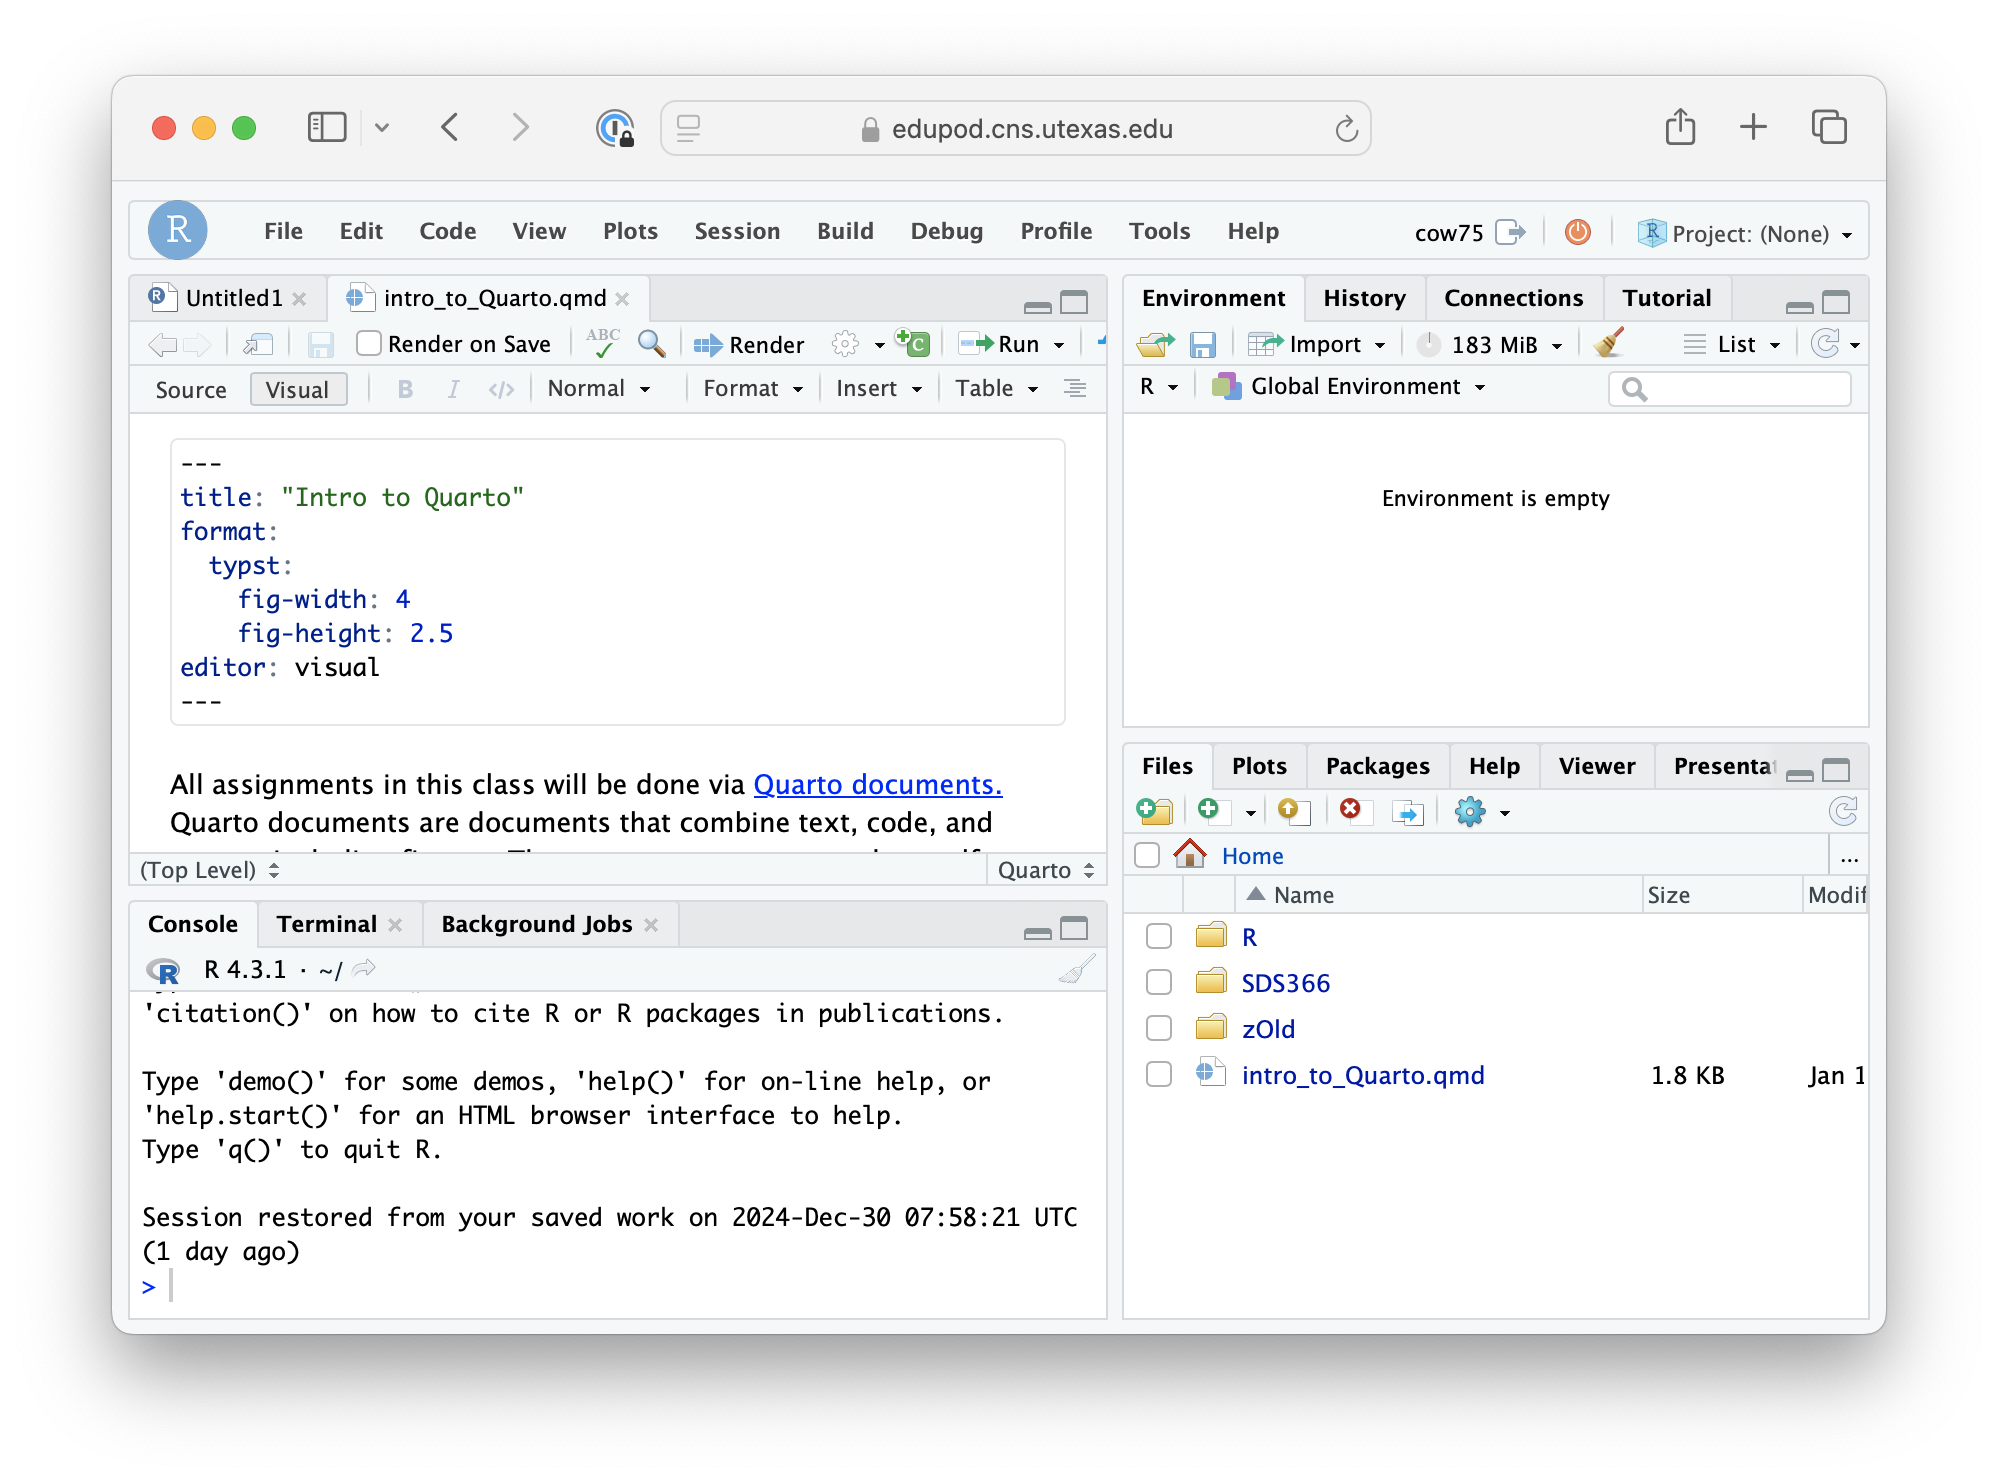 edupod.cns.utexas.edu
R File Edit Code View Plots Session Build Debug Profile Tools Help cow75 R Project: (None)
R Untitled1 intro_to_Quarto.qmd
Render on Save ABC Render C Run
Source Visual B I </> Normal Format Insert Table
---
title: "Intro to Quarto"
format:
  typst:
    fig-width: 4
    fig-height: 2.5
editor: visual
---
All assignments in this class will be done via Quarto documents.
Quarto documents are documents that combine text, code, and
(Top Level) Quarto
Console Terminal Background Jobs
R R 4.3.1 · ~/
'citation()' on how to cite R or R packages in publications.
Type 'demo()' for some demos, 'help()' for on-line help, or
'help.start()' for an HTML browser interface to help.
Type 'q()' to quit R.
Session restored from your saved work on 2024-Dec-30 07:58:21 UTC
(1 day ago)
>
Environment History Connections Tutorial
Import 183 MiB List
R Global Environment
Environment is empty
Files Plots Packages Help Viewer Presentat
Home ...
Name Size Modif
R
SDS366
zOld
intro_to_Quarto.qmd 1.8 KB Jan 1